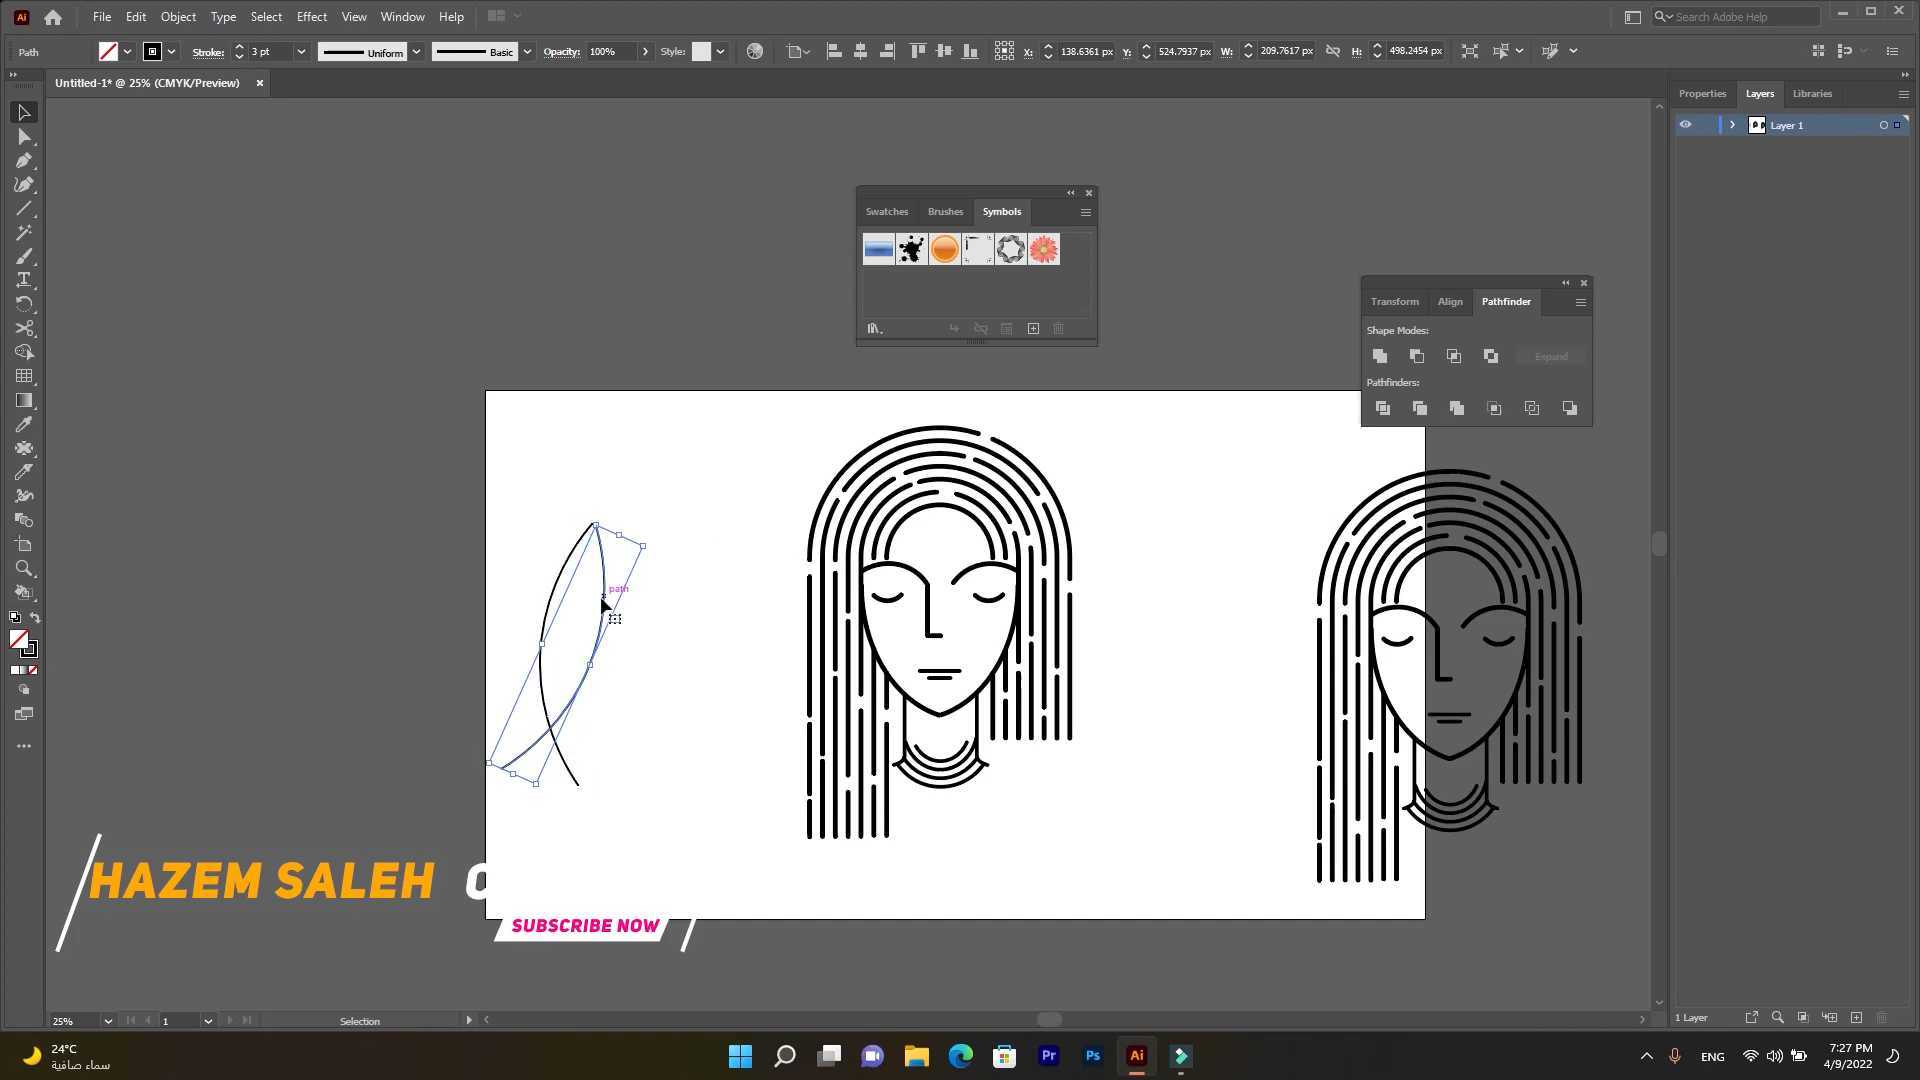 Ai
File Edit Object Type Select Effect View Window Help
Search Adobe Help
Path
Stroke: 3 pt Uniform Basic Opacity: 100% Style:
X: 138.6361 px Y: 524.7937 px W: 209.7617 px H: 498.2454 px
Untitled-1* @ 25% (CMYK/Preview)
Properties Layers Libraries
Layer 1
Swatches Brushes Symbols
Transform Align Pathfinder
Shape Modes:
Expand
Pathfinders:
path
HAZEM SALEH
SUBSCRIBE NOW
25% 1 Selection
1 Layer
24°C
سماء صافية
Pr Ps Ai
ENG
7:27 PM
4/9/2022